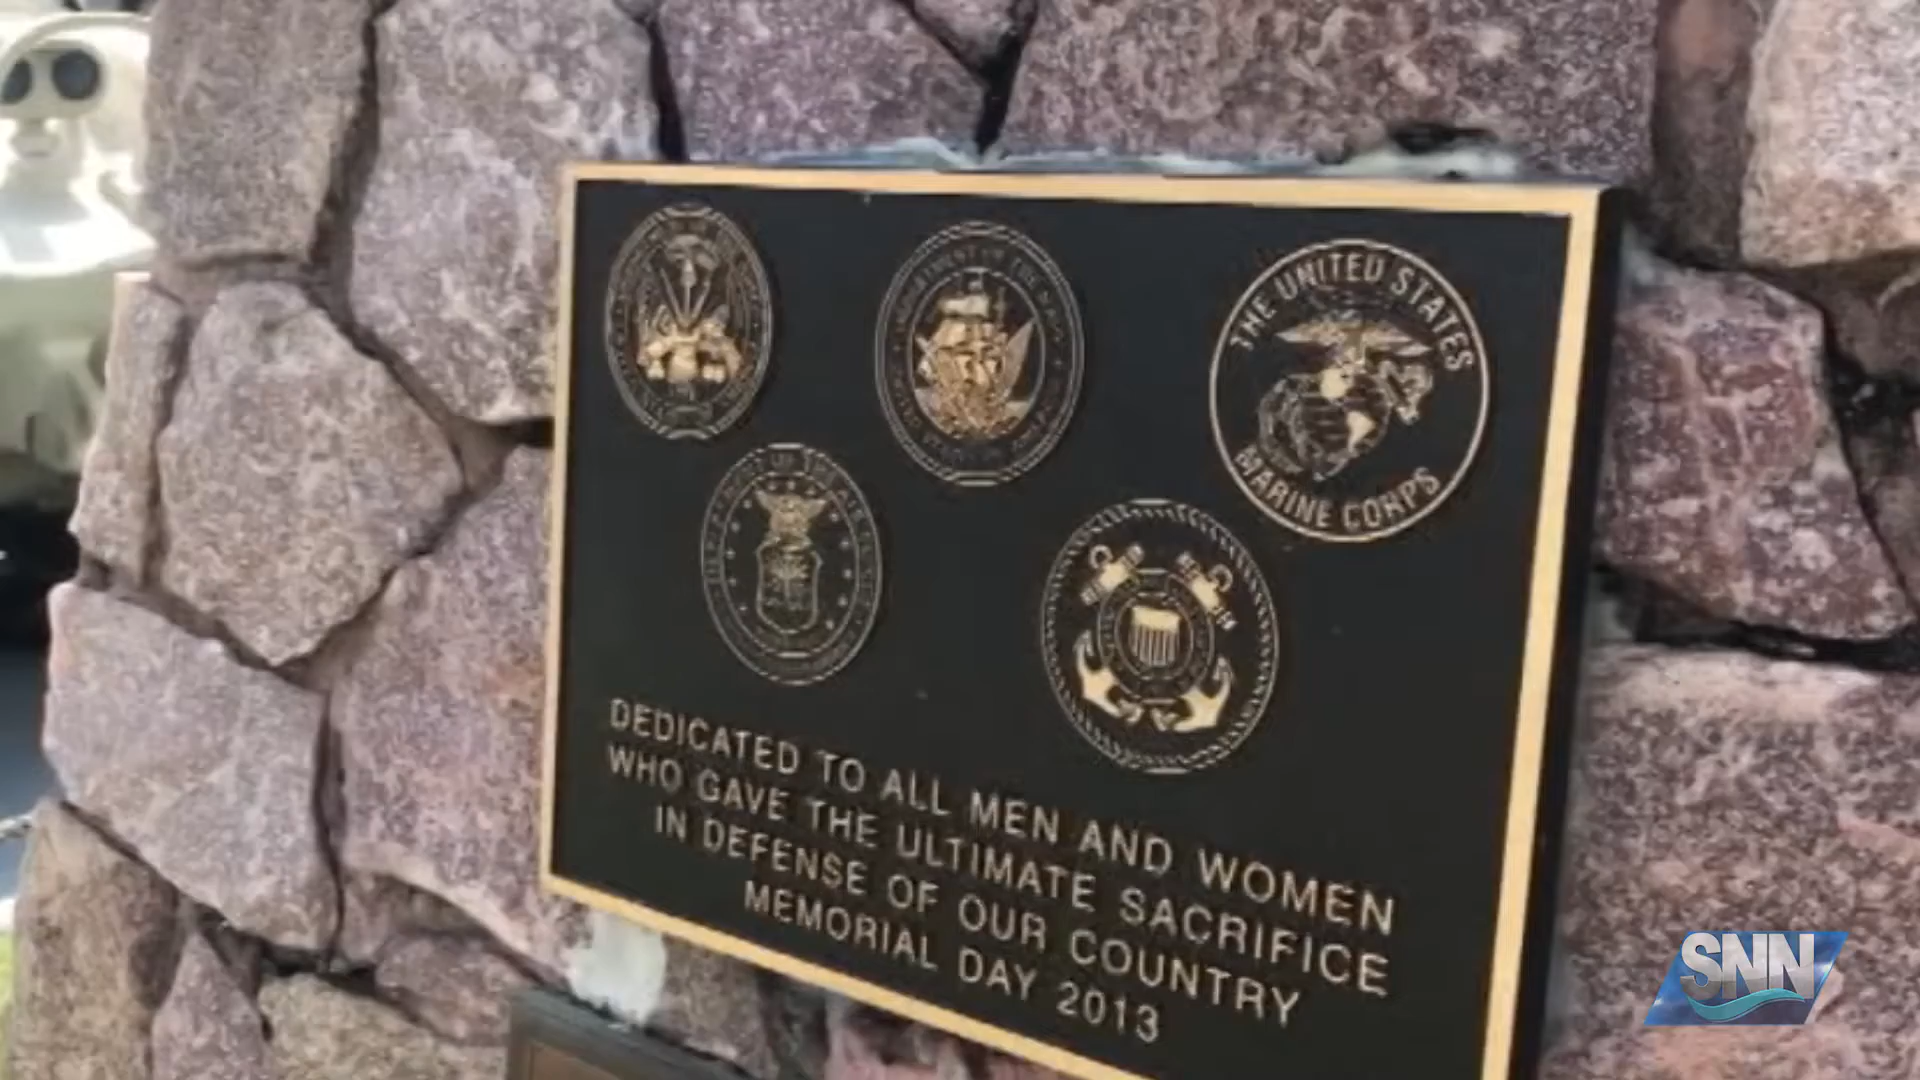 THE UNITED STATES
MARINE CORPS
DEDICATED TO ALL MEN AND WOMEN
WHO GAVE THE ULTIMATE SACRIFICE
IN DEFENSE OF OUR COUNTRY
MEMORIAL DAY 2013
SNN